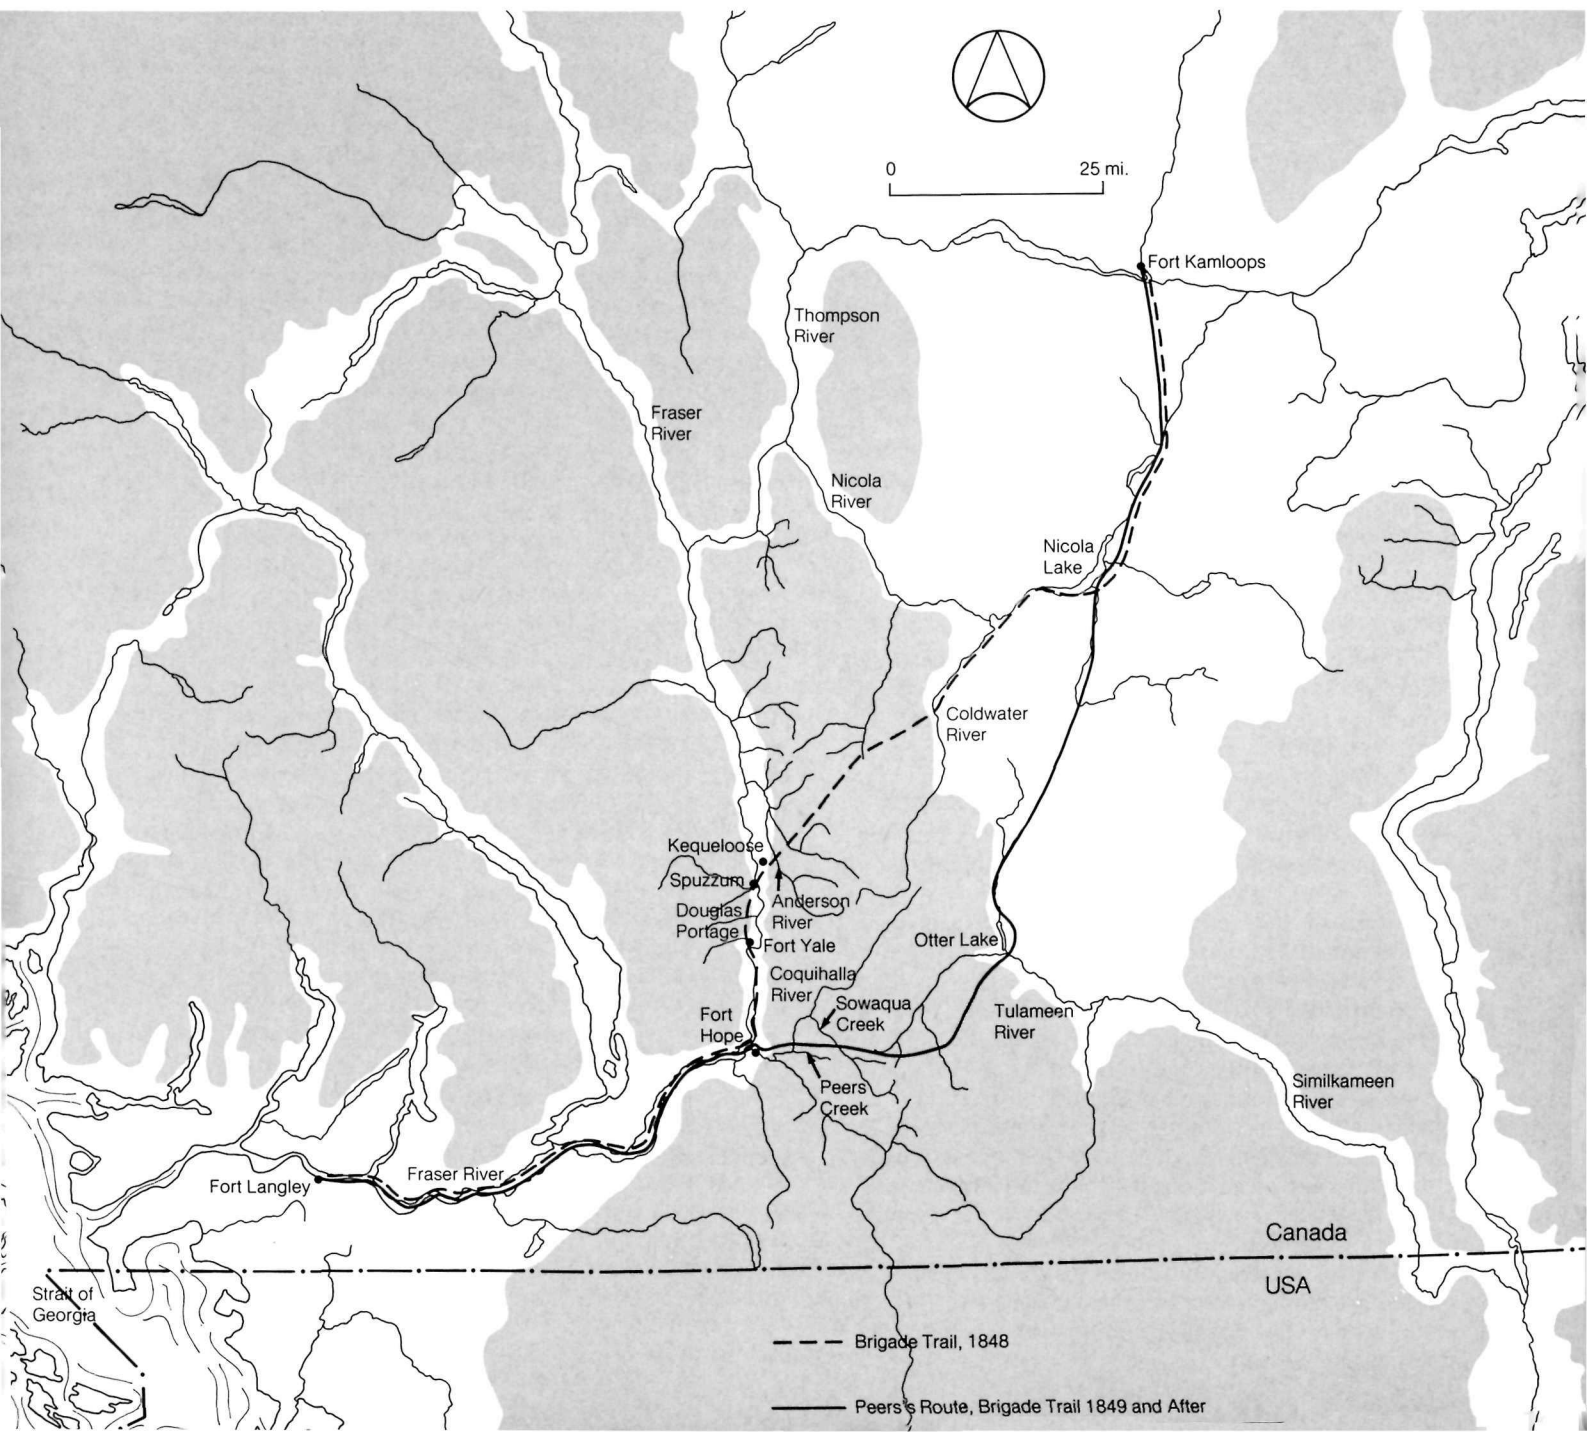 0 25 mi.
Fort Kamloops
Thompson
River
Fraser
River
Nicola
River
Nicola
Lake
Coldwater
River
Kequeloose
Spuzzum
Anderson
River
Douglas
Portage
Fort Yale
Otter Lake
Coquihalla
River
Sowaqua
Creek
Fort
Hope
Tulameen
River
Peers
Creek
Similkameen
River
Fraser River
Fort Langley
Canada
USA
Strait of
Georgia
Brigade Trail, 1848
Peers's Route, Brigade Trail 1849 and After